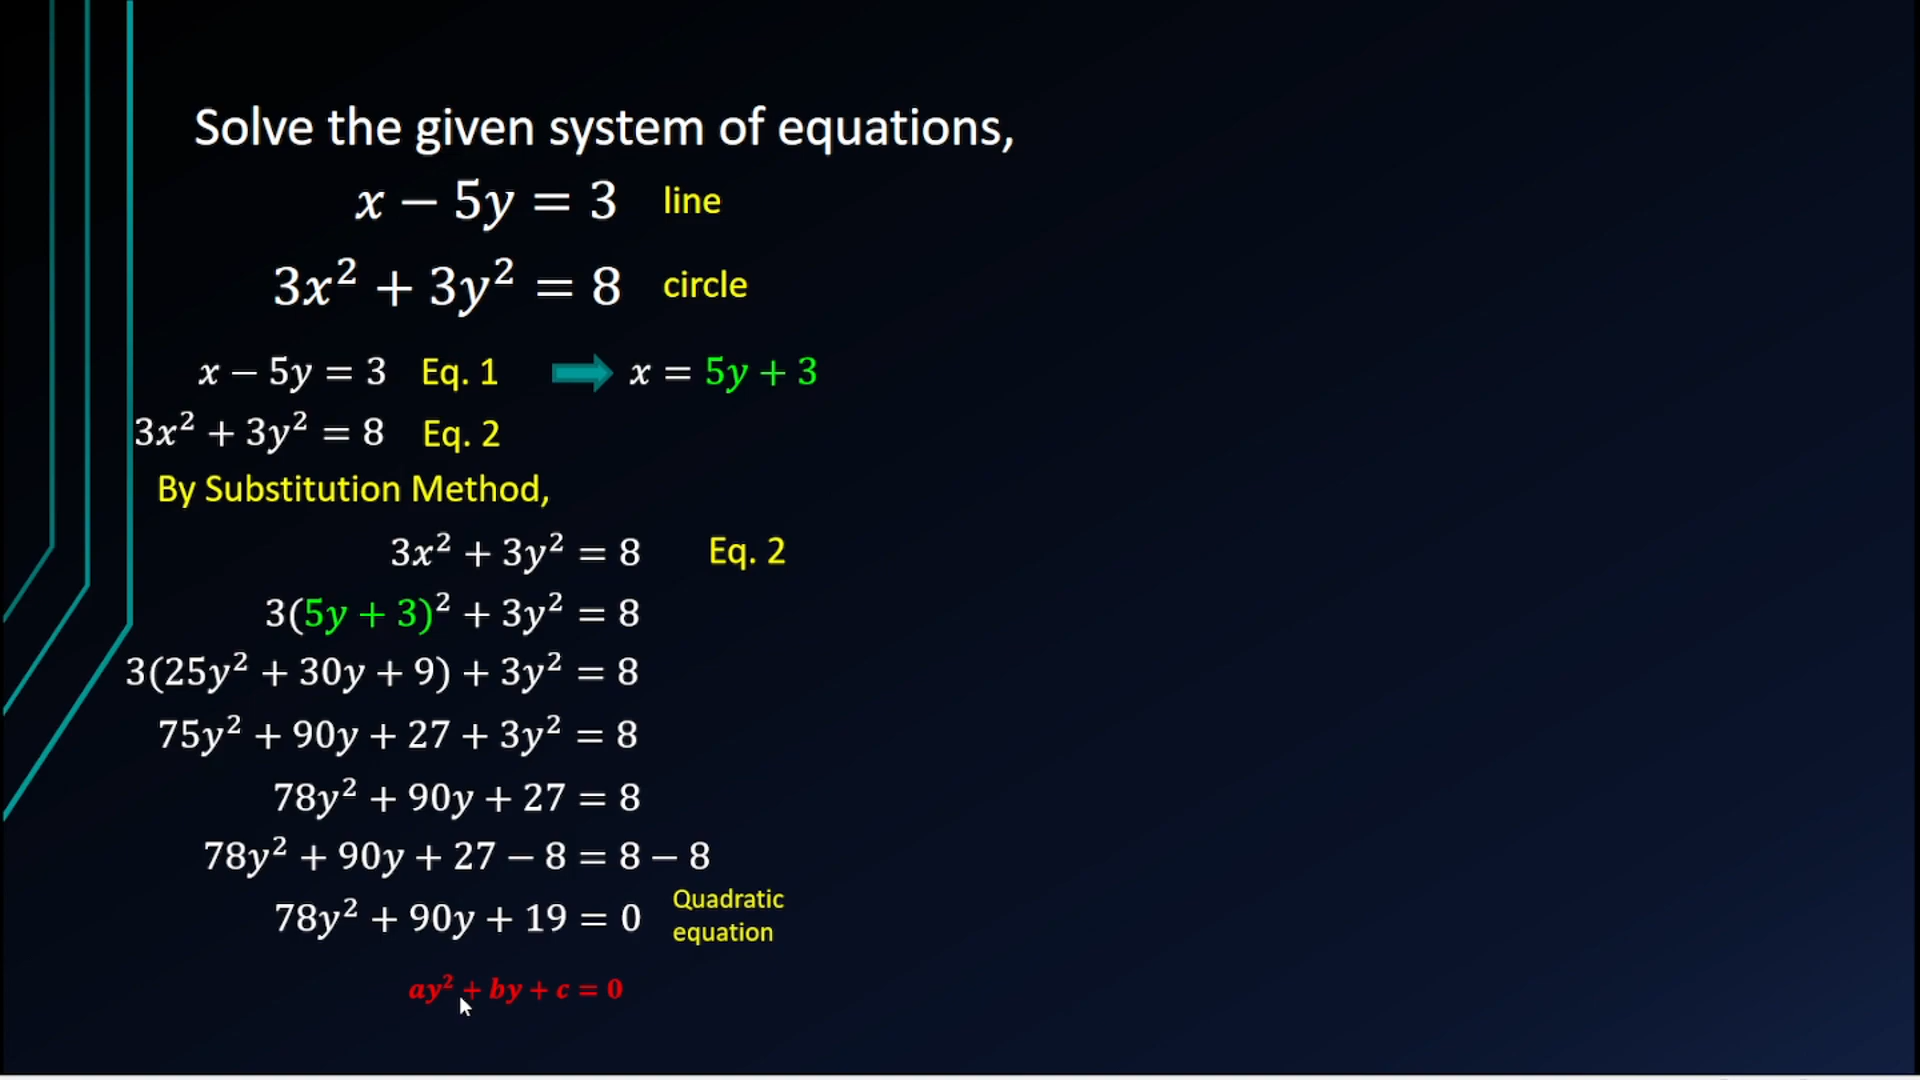 Solve the given system of equations,
x − 5y = 3 line
3x² + 3y² = 8 circle
x − 5y = 3 Eq. 1 x = 5y + 3
3x² + 3y² = 8 Eq. 2
By Substitution Method,
3x² + 3y² = 8 Eq. 2
3(5y + 3)² + 3y² = 8
3(25y² + 30y + 9) + 3y² = 8
75y² + 90y + 27 + 3y² = 8
78y² + 90y + 27 = 8
78y² + 90y + 27 − 8 = 8 − 8
78y² + 90y + 19 = 0 Quadratic
equation
ay² + by + c = 0